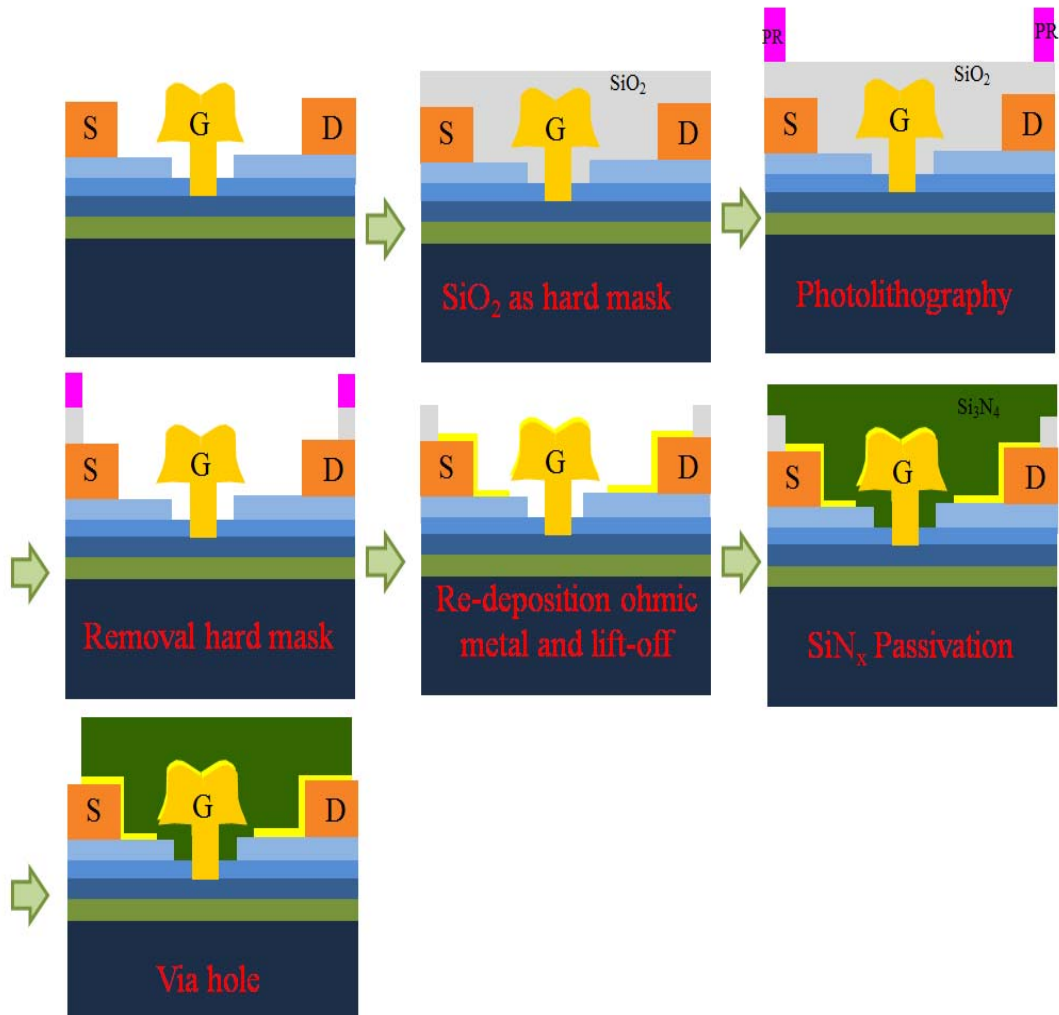 S G D
SiO₂
S G D
SiO₂ as hard mask
PR PR
SiO₂
S G D
Photolithography
S G D
Removal hard mask
S G D
Re-deposition ohmic
metal and lift-off
Si₃N₄
S G D
SiNₓ Passivation
S G D
Via hole